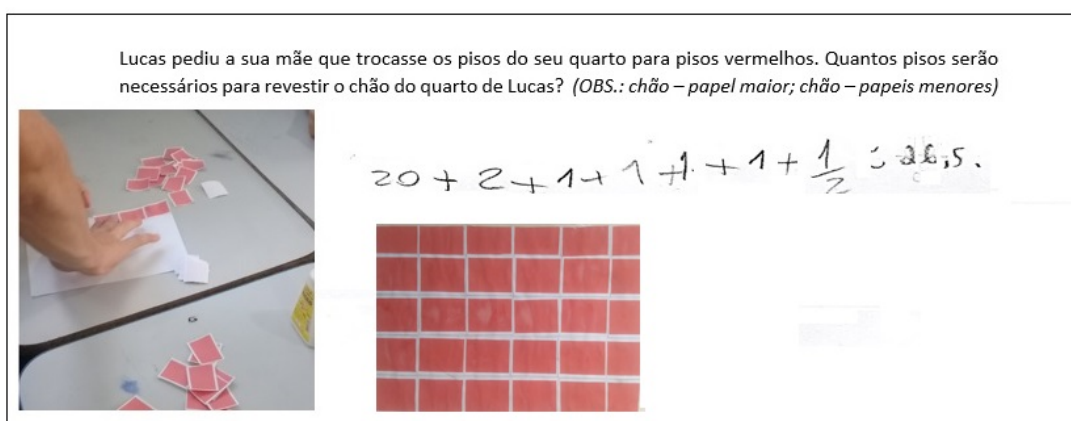 Lucas pediu a sua mãe que trocasse os pisos do seu quarto para pisos vermelhos. Quantos pisos serão
necessários para revestir o chão do quarto de Lucas? (OBS.: chão – papel maior; chão – papeis menores)
20 + 2 + 1 + 1 + 1 + 1 + 1/2 = 26,5.